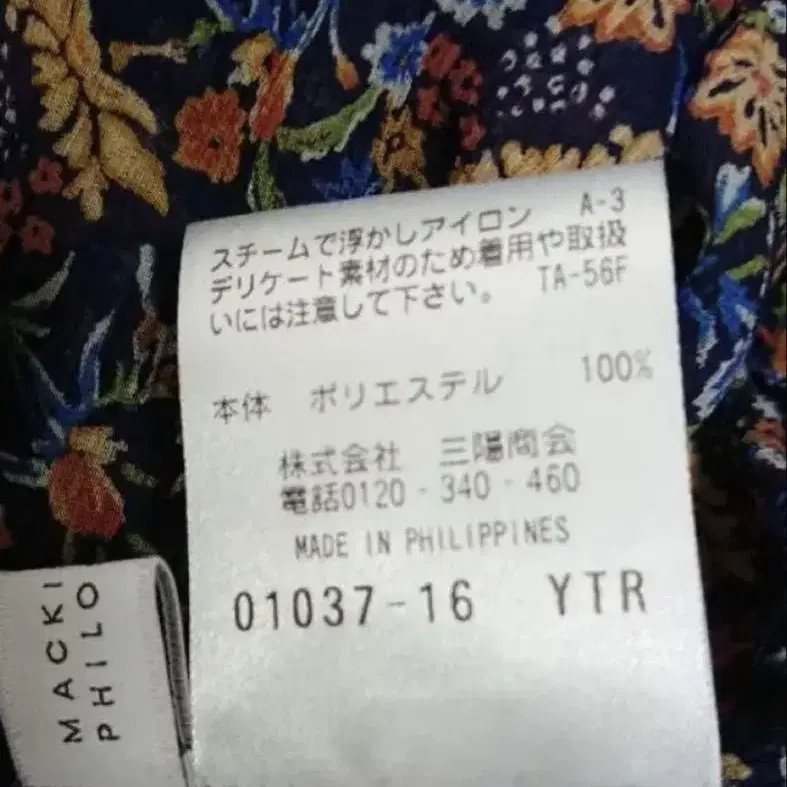 スチームで浮かしアイロン A-3
デリケート素材のため着用や取扱
いには注意して下さい。 TA-56F
本体 ポリエステル 100%
株式会社 三陽商会
電話0120-340-460
MADE IN PHILIPPINES
01037-16 YTR
MACKI
PHILO